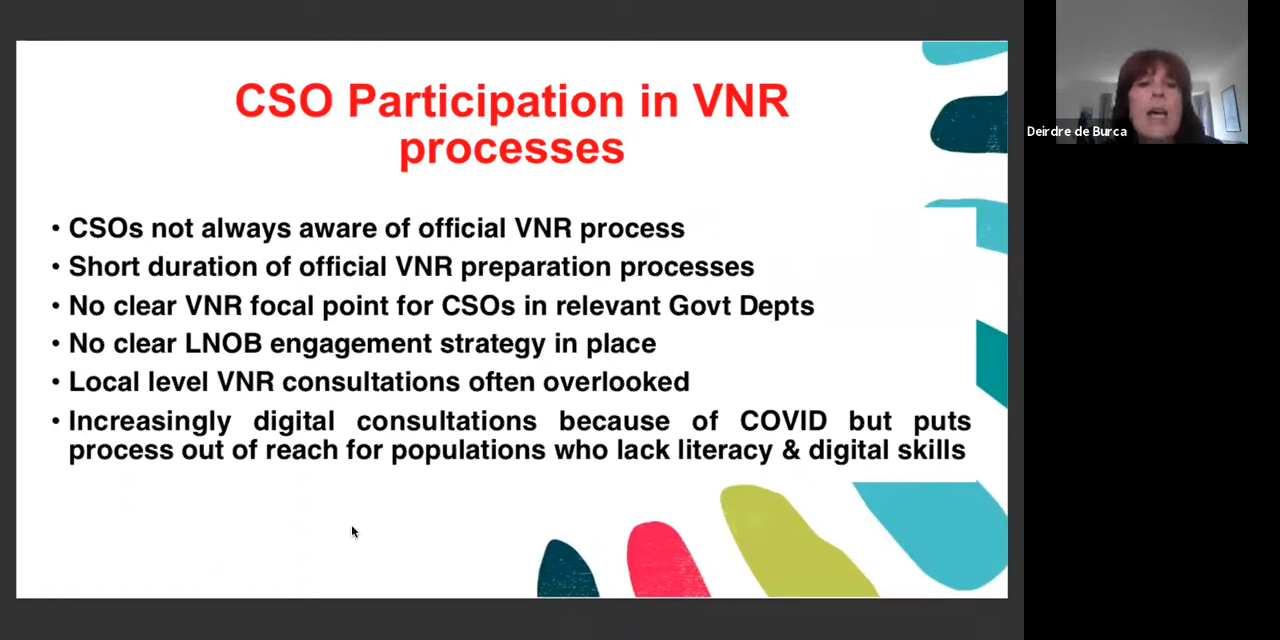 CSO Participation in VNR
processes
• CSOs not always aware of official VNR process
• Short duration of official VNR preparation processes
• No clear VNR focal point for CSOs in relevant Govt Depts
• No clear LNOB engagement strategy in place
• Local level VNR consultations often overlooked
• Increasingly digital consultations because of COVID but puts
process out of reach for populations who lack literacy & digital skills
Deirdre de Burca